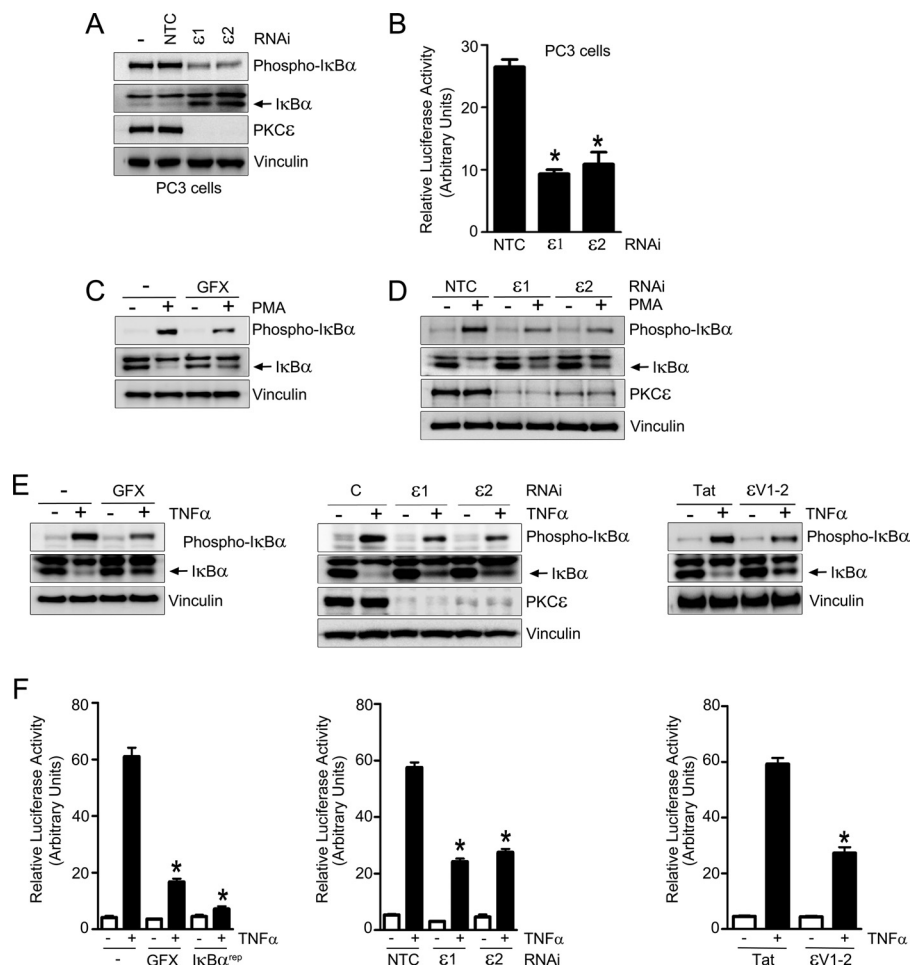 A
- NTC ε1 ε2 RNAi
Phospho-IκBα
IκBα
PKCε
Vinculin
PC3 cells
B
PC3 cells
Relative Luciferase Activity
(Arbitrary Units)
30
20
10
0
* *
NTC ε1 ε2 RNAi
C
- GFX
- + - + PMA
Phospho-IκBα
IκBα
Vinculin
D
NTC ε1 ε2 RNAi
- + - + - + PMA
Phospho-IκBα
IκBα
PKCε
Vinculin
E
- GFX
- + - + TNFα
Phospho-IκBα
IκBα
Vinculin
C ε1 ε2 RNAi
- + - + - + TNFα
Phospho-IκBα
IκBα
PKCε
Vinculin
Tat εV1-2
- + - + TNFα
Phospho-IκBα
IκBα
Vinculin
F
Relative Luciferase Activity
(Arbitrary Units)
80
60
40
20
0
* *
- + - + - + TNFα
- GFX IκBαʳᵉᵖ
Relative Luciferase Activity
(Arbitrary Units)
80
60
40
20
0
* *
- + - + - + TNFα
NTC ε1 ε2 RNAi
Relative Luciferase Activity
(Arbitrary Units)
80
60
40
20
0
*
- + - + TNFα
Tat εV1-2